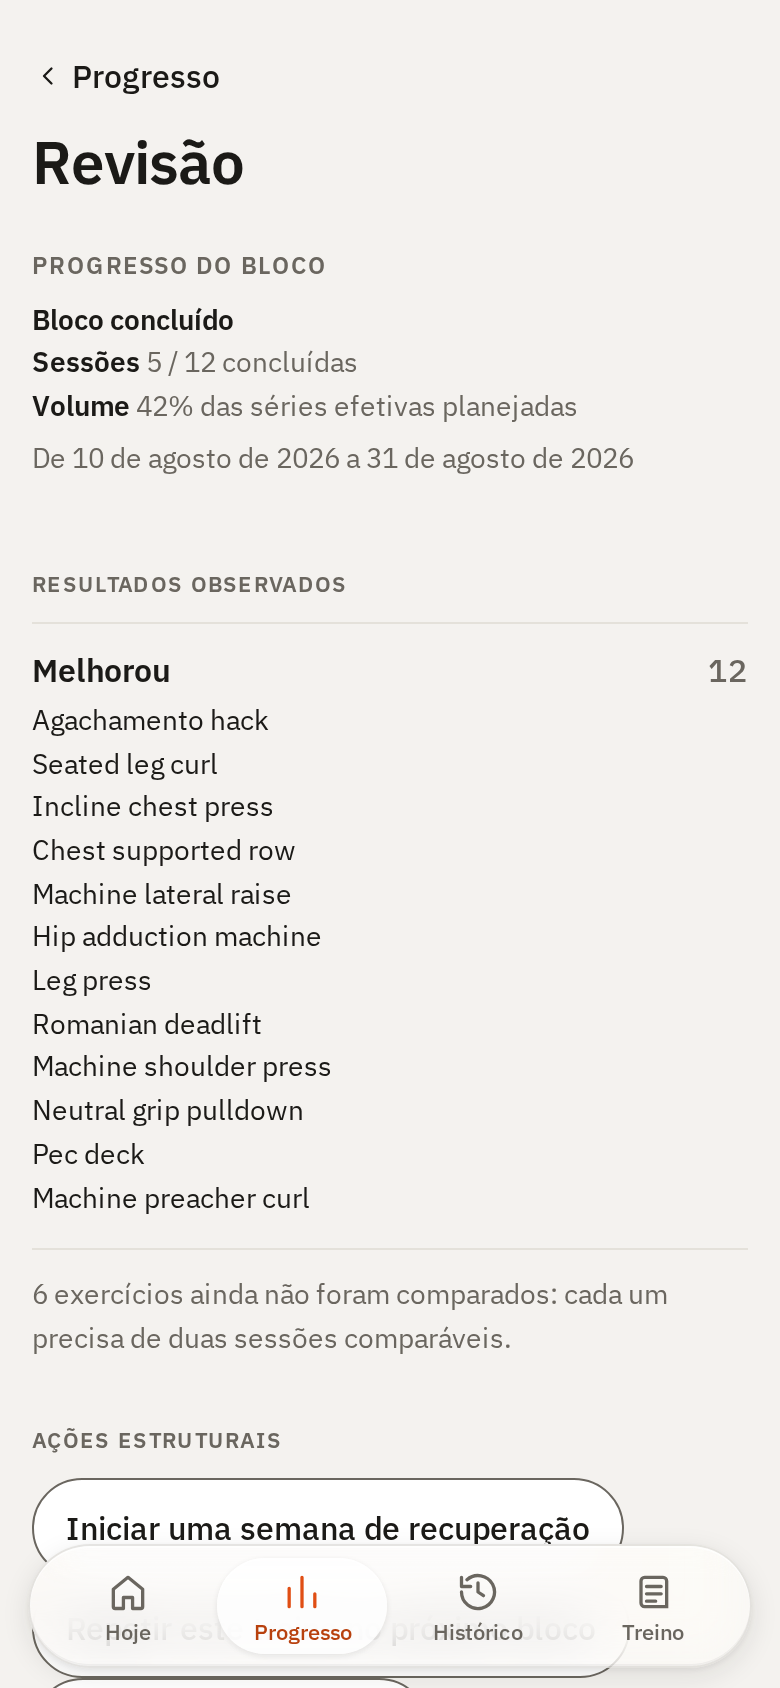 Progresso
Revisão
PROGRESSO DO BLOCO
Bloco concluído
Sessões 5 / 12 concluídas
Volume 42% das séries efetivas planejadas
De 10 de agosto de 2026 a 31 de agosto de 2026
RESULTADOS OBSERVADOS
Melhorou 12
Agachamento hack
Seated leg curl
Incline chest press
Chest supported row
Machine lateral raise
Hip adduction machine
Leg press
Romanian deadlift
Machine shoulder press
Neutral grip pulldown
Pec deck
Machine preacher curl
6 exercícios ainda não foram comparados: cada um
precisa de duas sessões comparáveis.
AÇÕES ESTRUTURAIS
Iniciar uma semana de recuperação
próximo bloco
Hoje Progresso Histórico Treino